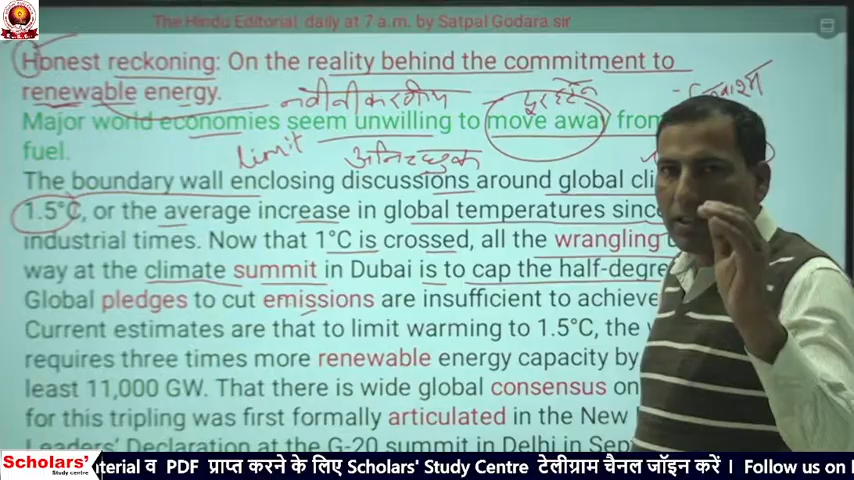 The Hindu Editorial daily at 7 a.m. by Satpal Godara sir
Honest reckoning: On the reality behind the commitment to
renewable energy.
नवीनीकरणीय
दूर हटना
Major world economies seem unwilling to move away from
limit
अनिच्छुक
fuel.
The boundary wall enclosing discussions around global cli
1.5°C, or the average increase in global temperatures since
industrial times. Now that 1°C is crossed, all the wrangling
way at the climate summit in Dubai is to cap the half-degre
Global pledges to cut emissions are insufficient to achieve
Current estimates are that to limit warming to 1.5°C, the
requires three times more renewable energy capacity by
least 11,000 GW. That there is wide global consensus on
for this tripling was first formally articulated in the New
Leaders' Declaration at the G-20 summit in Delhi in Sep
Scholars'
Study centre
terial व PDF प्राप्त करने के लिए Scholars' Study Centre टेलीग्राम चैनल जॉइन करें । Follow us on